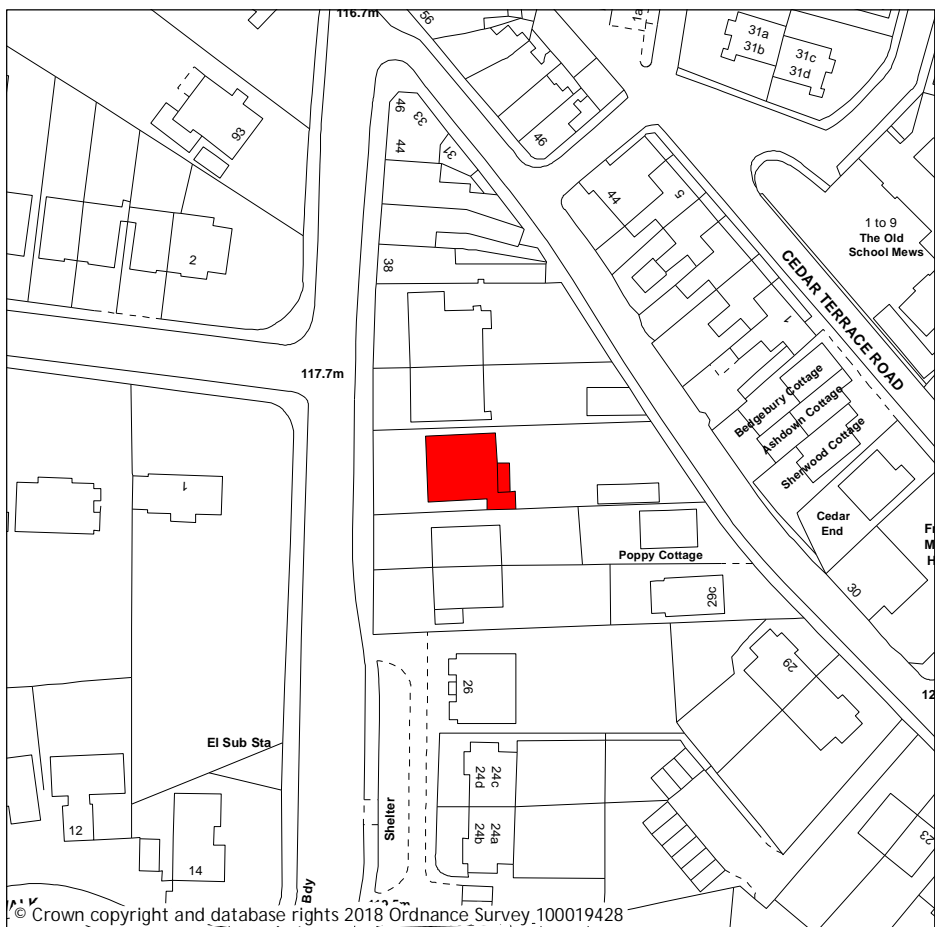 116.7m
56
1a
31a
31b
31c
31d
93
46
33
44
31
46
44
5
1 to 9
The Old
School Mews
2
38
CEDAR TERRACE ROAD
1
117.7m
Bedgebury Cottage
Ashdown Cottage
Sherwood Cottage
1
Cedar
End
Poppy Cottage
29c
30
29
26
El Sub Sta
24d
24c
24b
24a
Shelter
12
14
23
Bdy
© Crown copyright and database rights 2018 Ordnance Survey 100019428